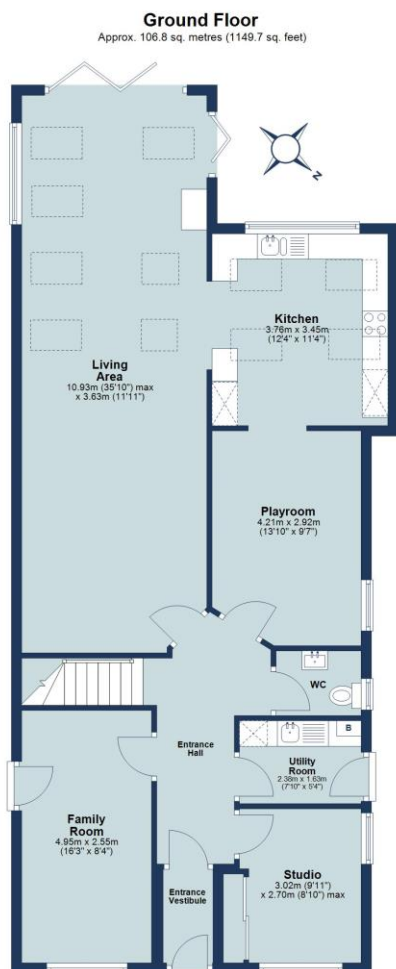 Ground Floor
Approx. 106.8 sq. metres (1149.7 sq. feet)
N
Kitchen
3.76m x 3.45m
(12'4" x 11'4")
Living
Area
10.93m (35'10") max
x 3.63m (11'11")
Playroom
4.21m x 2.92m
(13'10" x 9'7")
WC
Entrance
Hall
B
Utility
Room
2.38m x 1.63m
(7'10" x 5'4")
Family
Room
4.95m x 2.55m
(16'3" x 8'4")
Studio
3.02m (9'11")
x 2.70m (8'10") max
Entrance
Vestibule